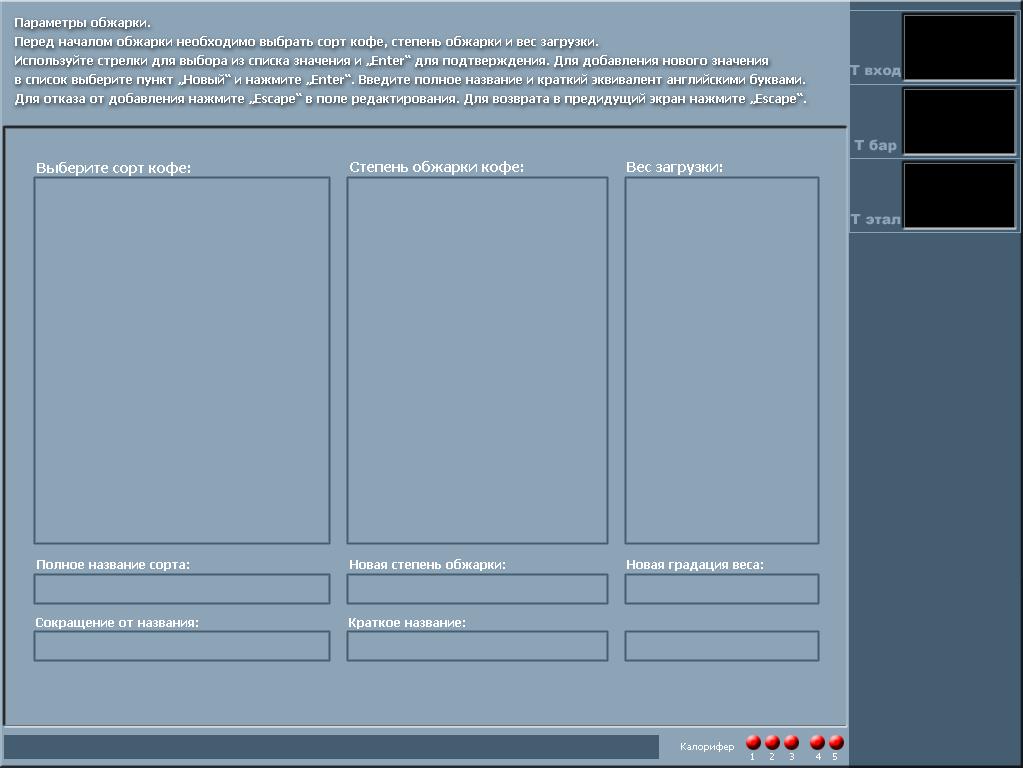 Параметры обжарки.
Перед началом обжарки необходимо выбрать сорт кофе, степень обжарки и вес загрузки.
Используйте стрелки для выбора из списка значения и „Enter“ для подтверждения. Для добавления нового значения
в список выберите пункт „Новый“ и нажмите „Enter“. Введите полное название и краткий эквивалент английскими буквами.
Для отказа от добавления нажмите „Escape“ в поле редактирования. Для возврата в предидущий экран нажмите „Escape“.
Т вход
Т бар
Т этал
Выберите сорт кофе:
Степень обжарки кофе:
Вес загрузки:
Полное название сорта:
Новая степень обжарки:
Новая градация веса:
Сокращение от названия:
Краткое название:
Калорифер
1 2 3 4 5